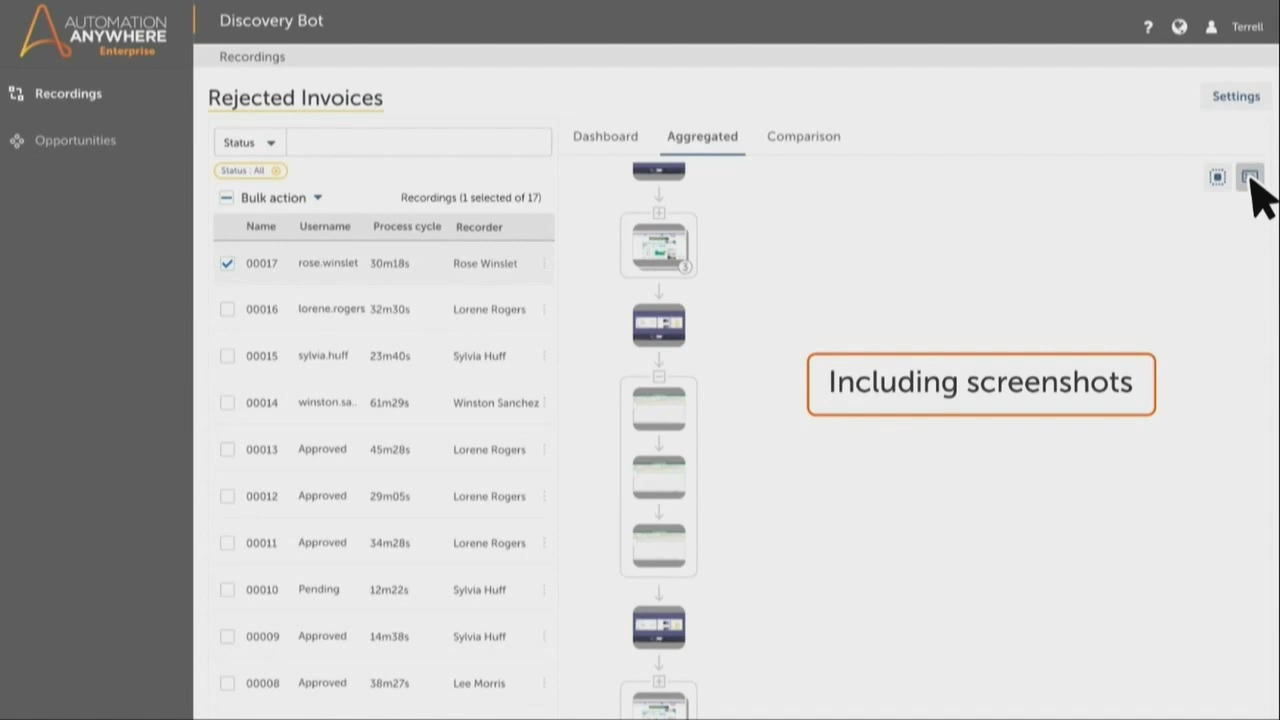 AUTOMATION
ANYWHERE
Enterprise
Discovery Bot
?
Terrell
Recordings
Opportunities
Recordings
Rejected Invoices
Settings
Status
Status : All
Dashboard Aggregated Comparison
Bulk action Recordings (1 selected of 17)
Name Username Process cycle Recorder
00017 rose.winslet 30m18s Rose Winslet
00016 lorene.rogers 32m30s Lorene Rogers
00015 sylvia.huff 23m40s Sylvia Huff
00014 winston.sa.. 61m29s Winston Sanchez
00013 Approved 45m28s Lorene Rogers
00012 Approved 29m05s Lorene Rogers
00011 Approved 34m28s Lorene Rogers
00010 Pending 12m22s Sylvia Huff
00009 Approved 14m38s Sylvia Huff
00008 Approved 38m27s Lee Morris
3
Including screenshots